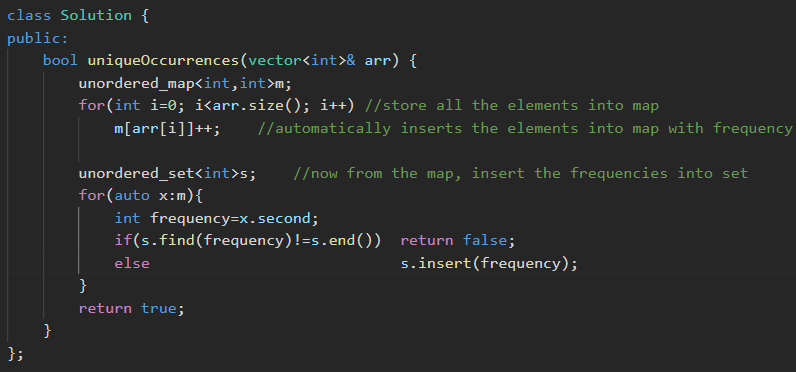 class Solution {
public:
    bool uniqueOccurrences(vector<int>& arr) {
        unordered_map<int,int>m;
        for(int i=0; i<arr.size(); i++) //store all the elements into map
            m[arr[i]]++;    //automatically inserts the elements into map with frequency
        unordered_set<int>s;    //now from the map, insert the frequencies into set
        for(auto x:m){
            int frequency=x.second;
            if(s.find(frequency)!=s.end())  return false;
            else                            s.insert(frequency);
        }
        return true;
    }
};